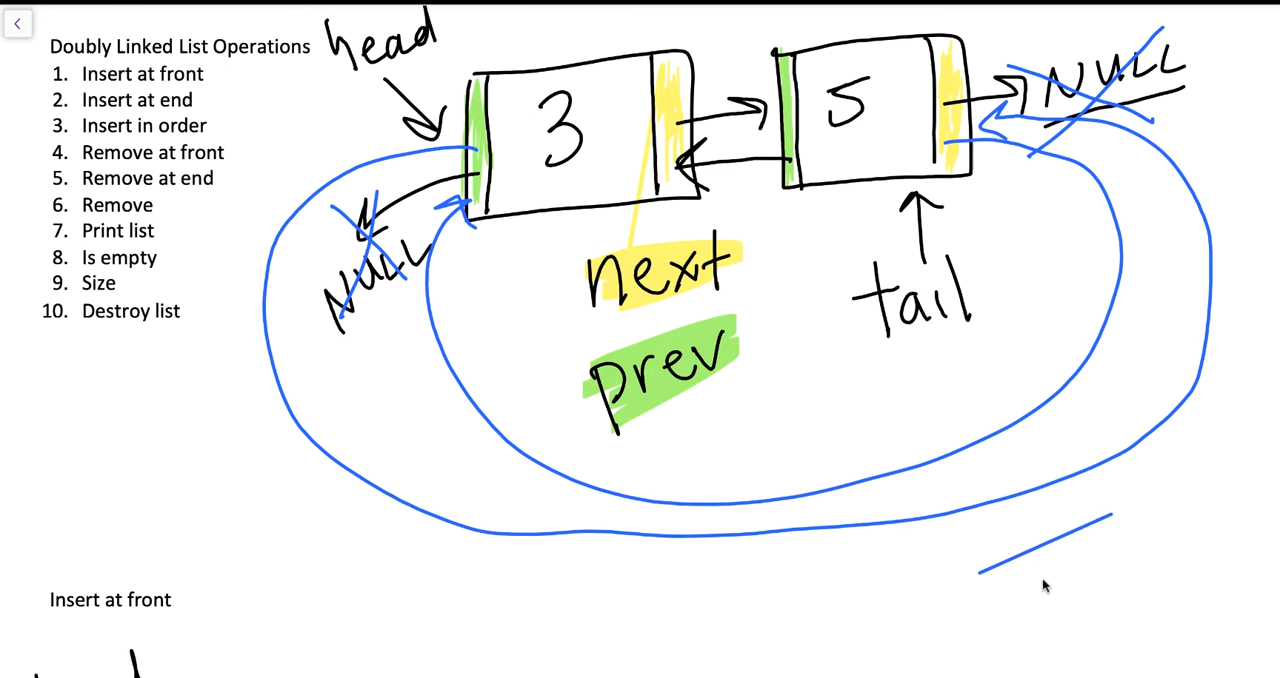 Doubly Linked List Operations
1. Insert at front
2. Insert at end
3. Insert in order
4. Remove at front
5. Remove at end
6. Remove
7. Print list
8. Is empty
9. Size
10. Destroy list
head
3
5
NULL
NULL
next
tail
prev
Insert at front